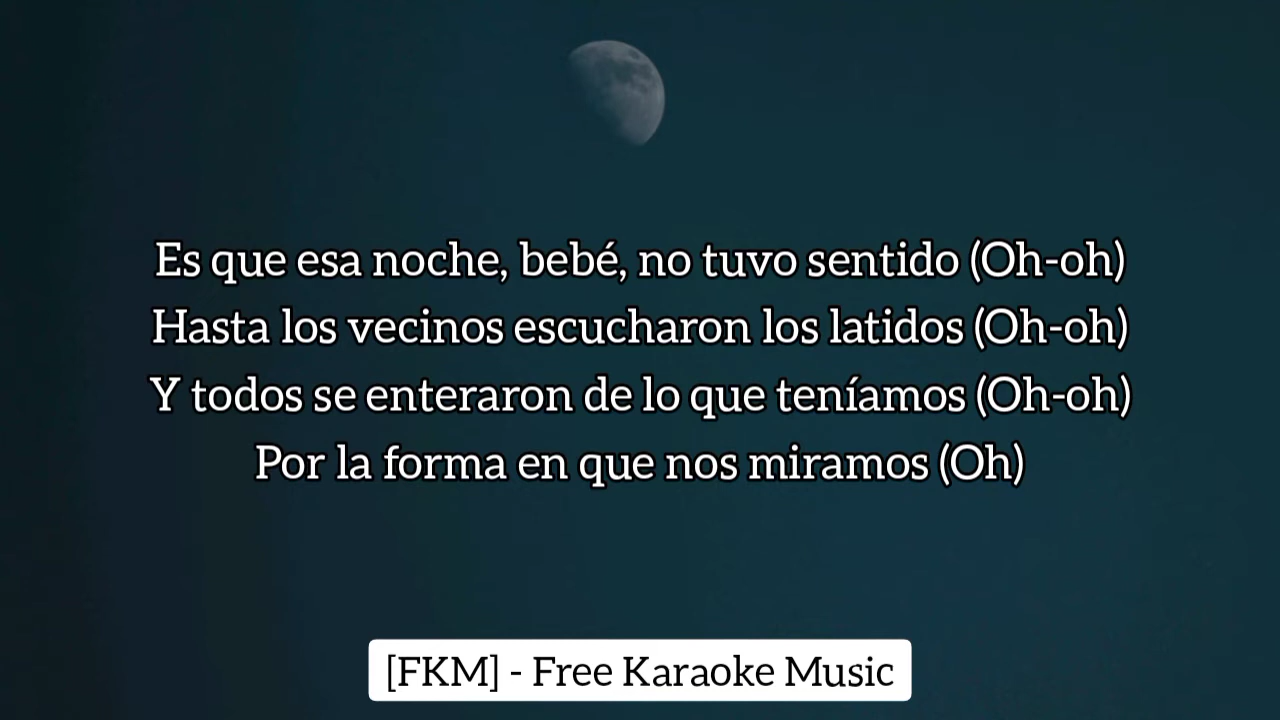 Es que esa noche, bebé, no tuvo sentido (Oh-oh)
Hasta los vecinos escucharon los latidos (Oh-oh)
Y todos se enteraron de lo que teníamos (Oh-oh)
Por la forma en que nos miramos (Oh)
[FKM] - Free Karaoke Music